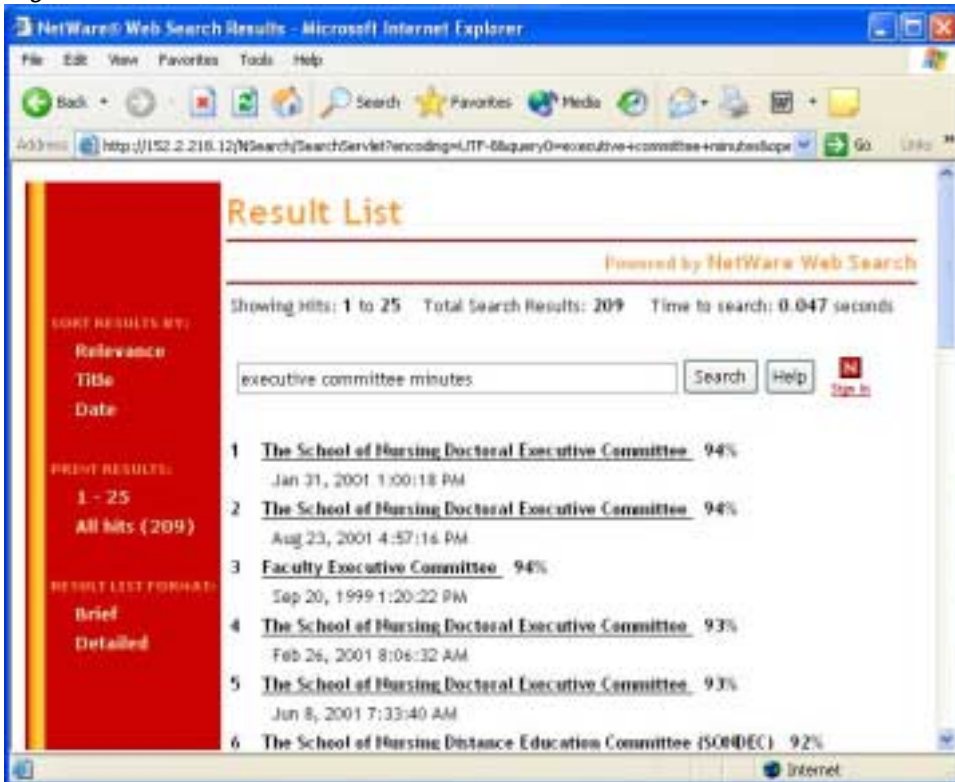 NetWare® Web Search Results - Microsoft Internet Explorer
File Edit View Favorites Tools Help
Back Search Favorites Media
Address http://152.2.218.12/NSearch/SearchServlet?encoding=UTF-8&query0=executive+committee+minutes&ope Go Links »
Result List
Powered by NetWare Web Search
Showing Hits: 1 to 25 Total Search Results: 209 Time to search: 0.047 seconds
executive committee minutes Search Help N
Sign In
SORT RESULTS BY:
Relevance
Title
Date
PRINT RESULTS:
1 - 25
All hits (209)
RESULT LIST FORMAT:
Brief
Detailed
1 The School of Nursing Doctoral Executive Committee 94%
Jan 31, 2001 1:00:18 PM
2 The School of Nursing Doctoral Executive Committee 94%
Aug 23, 2001 4:57:16 PM
3 Faculty Executive Committee 94%
Sep 20, 1999 1:20:22 PM
4 The School of Nursing Doctoral Executive Committee 93%
Feb 26, 2001 8:06:32 AM
5 The School of Nursing Doctoral Executive Committee 93%
Jun 8, 2001 7:33:40 AM
6 The School of Nursing Distance Education Committee (SONDEC) 92%
Internet